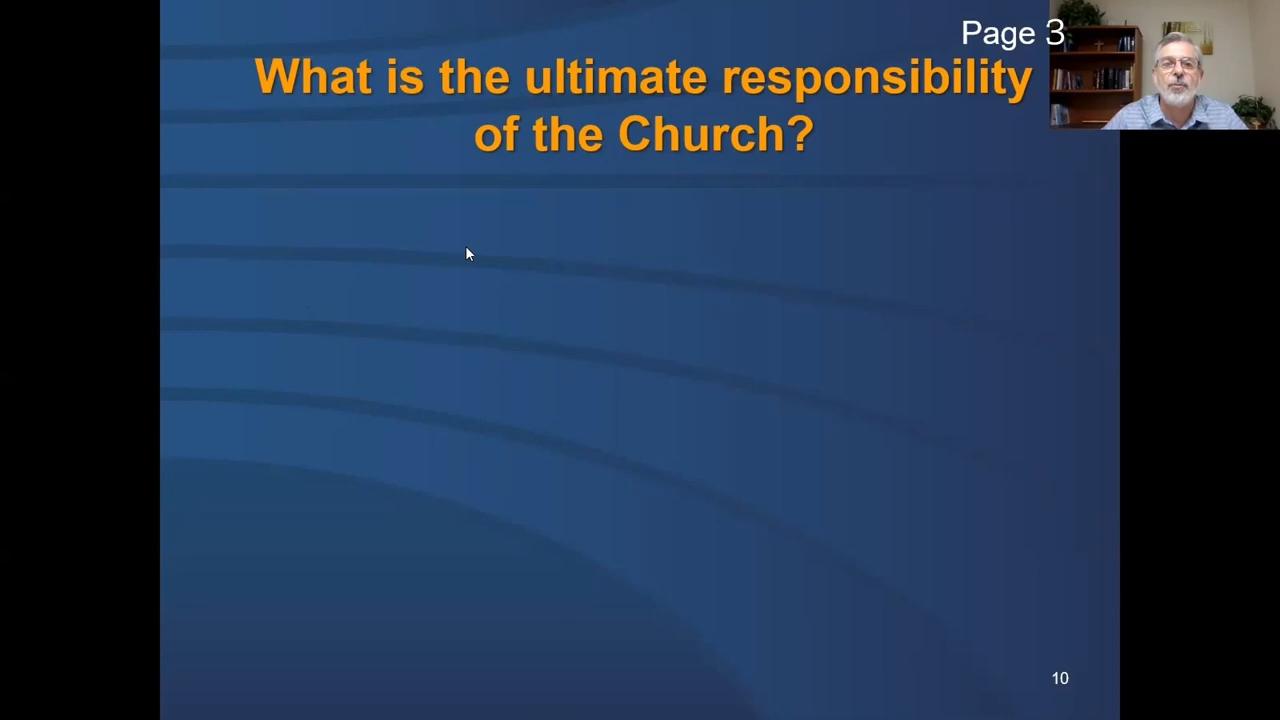 Page 3
What is the ultimate responsibility
of the Church?
10